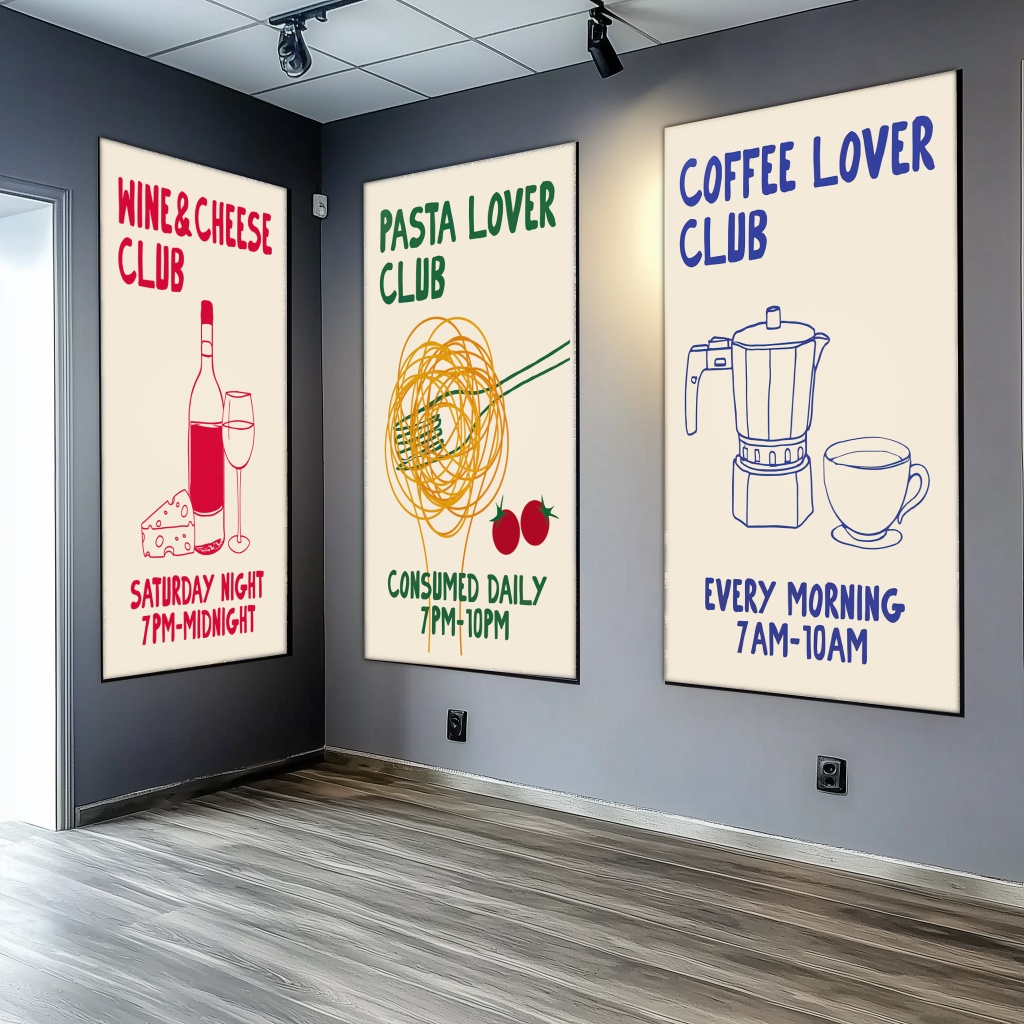 WINE&CHEESE
CLUB
SATURDAY NIGHT
7PM-MIDNIGHT
PASTA LOVER
CLUB
CONSUMED DAILY
7PM-10PM
COFFEE LOVER
CLUB
EVERY MORNING
7AM-10AM